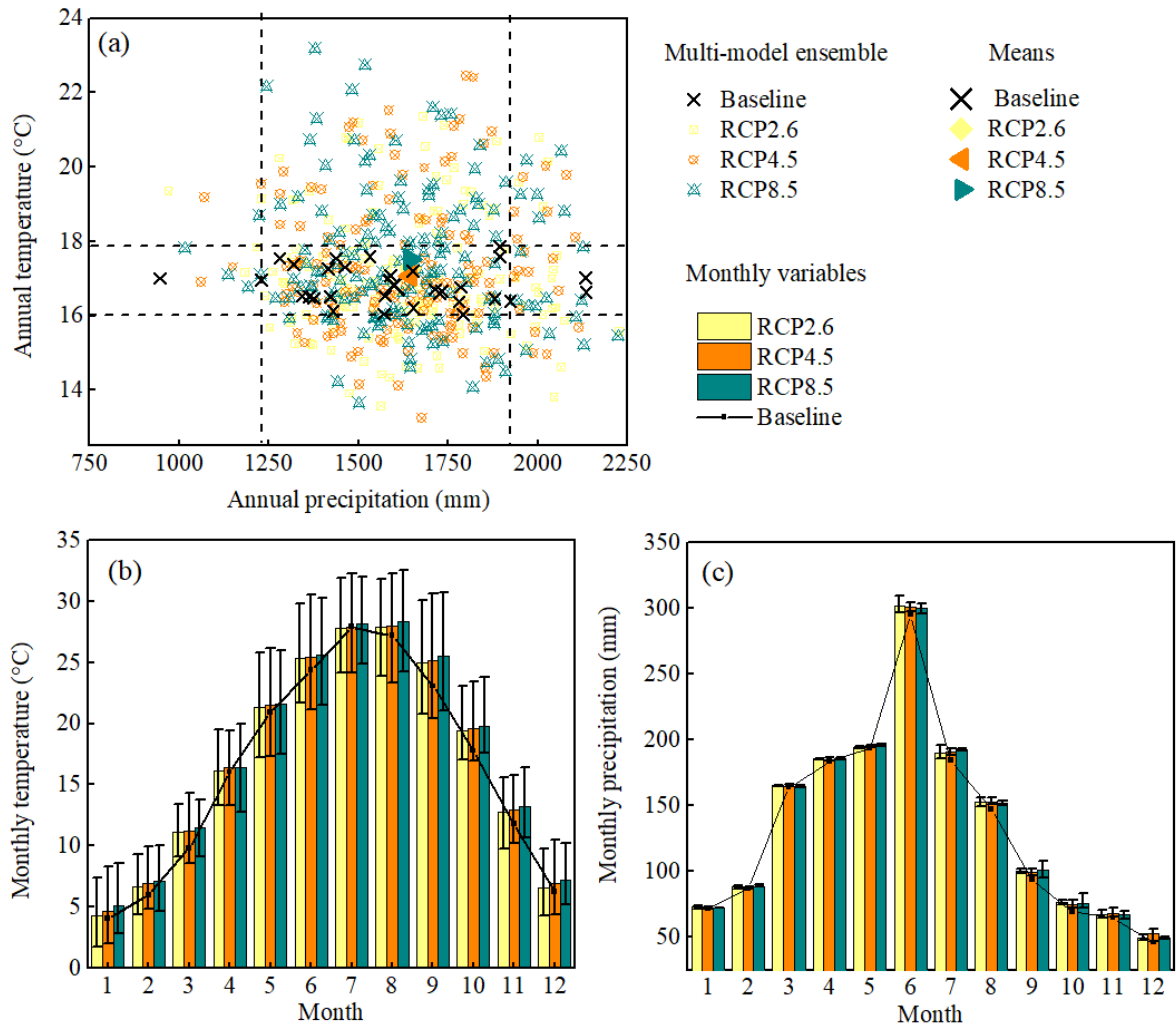 (a)
Annual temperature (°C)
24
22
20
18
16
14
750 1000 1250 1500 1750 2000 2250
Annual precipitation (mm)
Multi-model ensemble
Baseline
RCP2.6
RCP4.5
RCP8.5
Means
Baseline
RCP2.6
RCP4.5
RCP8.5
Monthly variables
RCP2.6
RCP4.5
RCP8.5
Baseline
(b)
Monthly temperature (°C)
35
30
25
20
15
10
5
0
1 2 3 4 5 6 7 8 9 10 11 12
Month
(c)
Monthly precipitation (mm)
350
300
250
200
150
100
50
1 2 3 4 5 6 7 8 9 10 11 12
Month